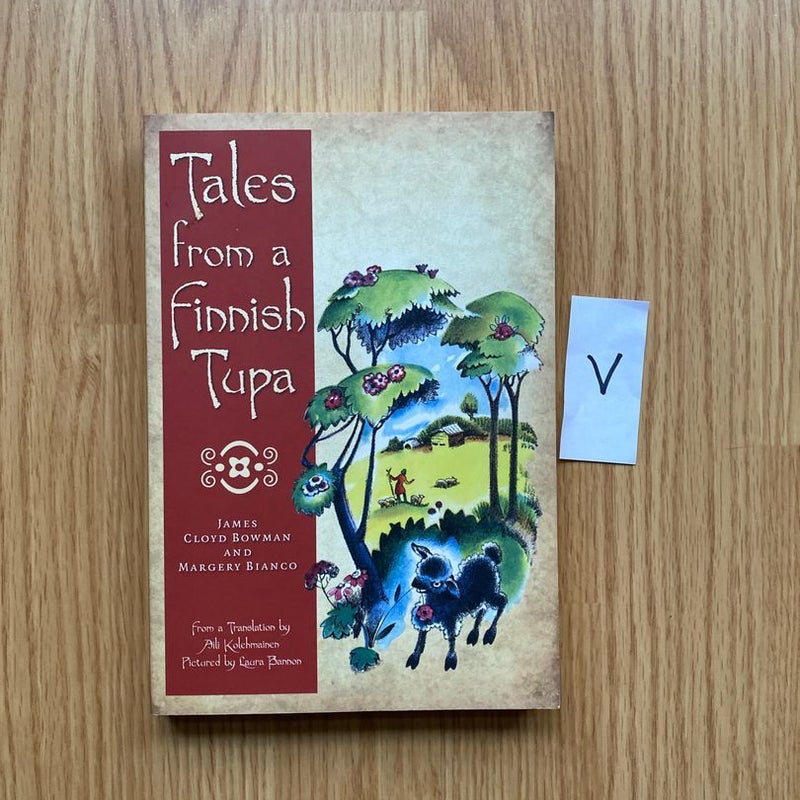 Tales
from a
Finnish
Tupa
James
Cloyd Bowman
and
Margery Bianco
From a Translation by
Aili Kolehmainen
Pictured by Laura Bannon
V